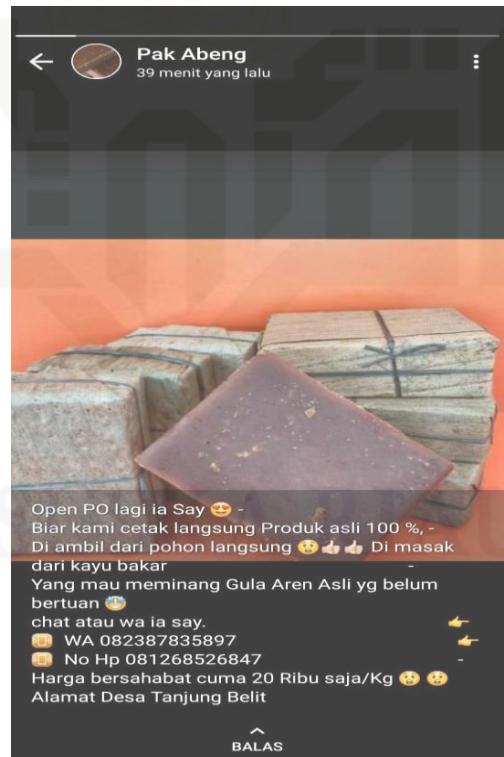 Pak Abeng
39 menit yang lalu
Open PO lagi ia Say 😍 -
Biar kami cetak langsung Produk asli 100 %, -
Di ambil dari pohon langsung 😲👍🏻👍🏻 Di masak
dari kayu bakar -
Yang mau meminang Gula Aren Asli yg belum
bertuan 🤩
chat atau wa ia say. 👉
WA 082387835897 👉
No Hp 081268526847 -
Harga bersahabat cuma 20 Ribu saja/Kg 😲 😲
Alamat Desa Tanjung Belit
BALAS